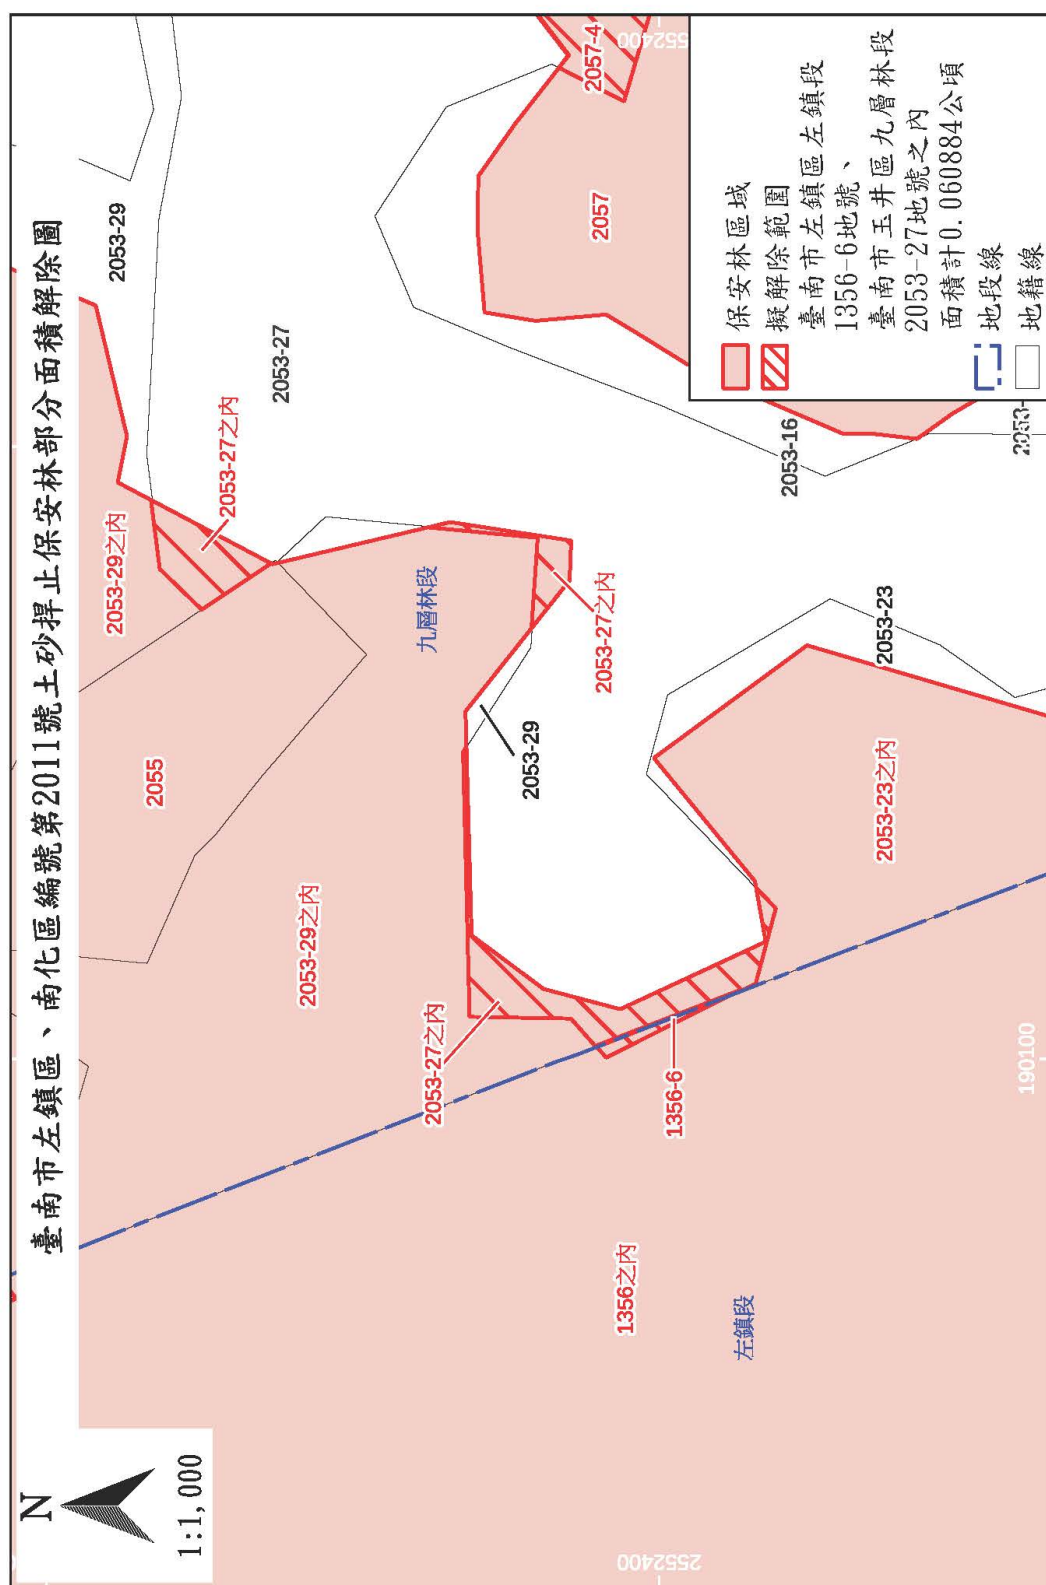 臺南市左鎮區、南化區編號第2011號土砂捍止保安林部分面積解除圖
N
1:1,000
2053-29
2053-29之內
2053-27之內
2055
2053-27
2053-29之內
九層林段
2053-27之內
2053-29
2053-27之內
2057-4
2057
2552400
2552400
1356-6
1356之內
左鎮段
2053-16
2053-23
2053-23之內
2053-
190100
保安林區域
擬解除範圍
臺南市左鎮區左鎮段
1356-6地號、
臺南市玉井區九層林段
2053-27地號之內
面積計0.060884公頃
地段線
地籍線